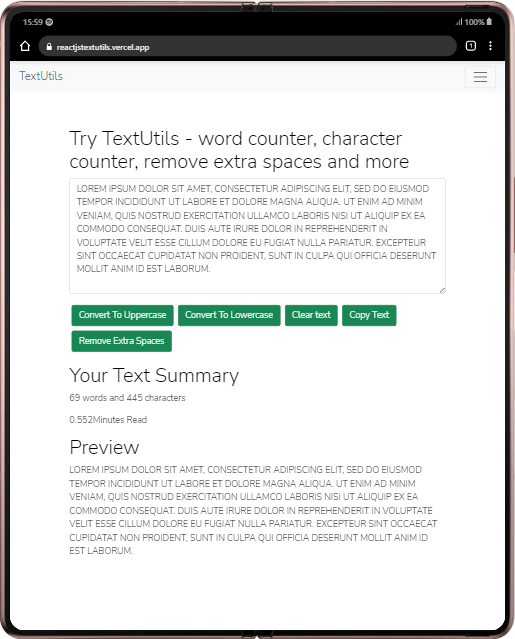 15:59
100%
reactjstextutils.vercel.app
1
TextUtils
Try TextUtils - word counter, character
counter, remove extra spaces and more
LOREM IPSUM DOLOR SIT AMET, CONSECTETUR ADIPISCING ELIT, SED DO EIUSMOD
TEMPOR INCIDIDUNT UT LABORE ET DOLORE MAGNA ALIQUA. UT ENIM AD MINIM
VENIAM, QUIS NOSTRUD EXERCITATION ULLAMCO LABORIS NISI UT ALIQUIP EX EA
COMMODO CONSEQUAT. DUIS AUTE IRURE DOLOR IN REPREHENDERIT IN
VOLUPTATE VELIT ESSE CILLUM DOLORE EU FUGIAT NULLA PARIATUR. EXCEPTEUR
SINT OCCAECAT CUPIDATAT NON PROIDENT, SUNT IN CULPA QUI OFFICIA DESERUNT
MOLLIT ANIM ID EST LABORUM.
Convert To Uppercase Convert To Lowercase Clear text Copy Text
Remove Extra Spaces
Your Text Summary
69 words and 445 characters
0.552Minutes Read
Preview
LOREM IPSUM DOLOR SIT AMET, CONSECTETUR ADIPISCING ELIT, SED DO EIUSMOD
TEMPOR INCIDIDUNT UT LABORE ET DOLORE MAGNA ALIQUA. UT ENIM AD MINIM
VENIAM, QUIS NOSTRUD EXERCITATION ULLAMCO LABORIS NISI UT ALIQUIP EX EA
COMMODO CONSEQUAT. DUIS AUTE IRURE DOLOR IN REPREHENDERIT IN VOLUPTATE
VELIT ESSE CILLUM DOLORE EU FUGIAT NULLA PARIATUR. EXCEPTEUR SINT OCCAECAT
CUPIDATAT NON PROIDENT, SUNT IN CULPA QUI OFFICIA DESERUNT MOLLIT ANIM ID
EST LABORUM.